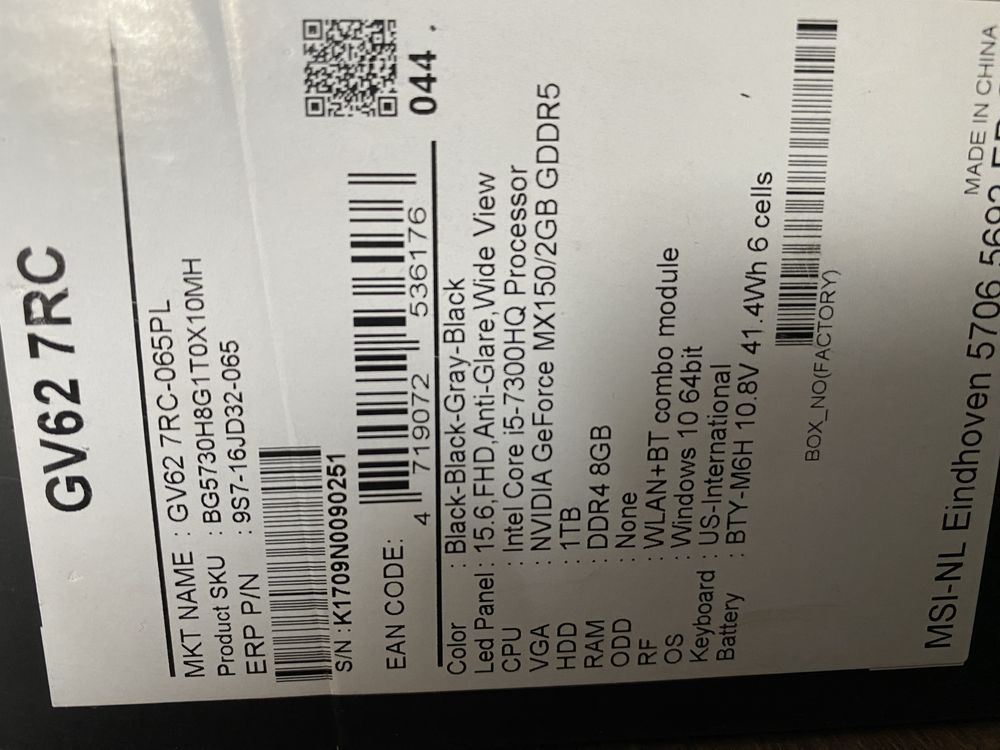 GV62 7RC
MKT NAME : GV62 7RC-065PL
Product SKU : BG5730H8G1T0X10MH
ERP P/N : 9S7-16JD32-065
S/N : K1709N0090251
EAN CODE:
4 719072 536176
044
Color : Black-Black-Gray-Black
Led Panel : 15.6,FHD,Anti-Glare,Wide View
CPU : Intel Core i5-7300HQ Processor
VGA : NVIDIA GeForce MX150/2GB GDDR5
HDD : 1TB
RAM : DDR4 8GB
ODD : None
RF : WLAN+BT combo module
OS : Windows 10 64bit
Keyboard : US-International
Battery : BTY-M6H 10.8V 41.4Wh 6 cells
BOX_NO(FACTORY)
MADE IN CHINA
MSI-NL Eindhoven 5706 5692